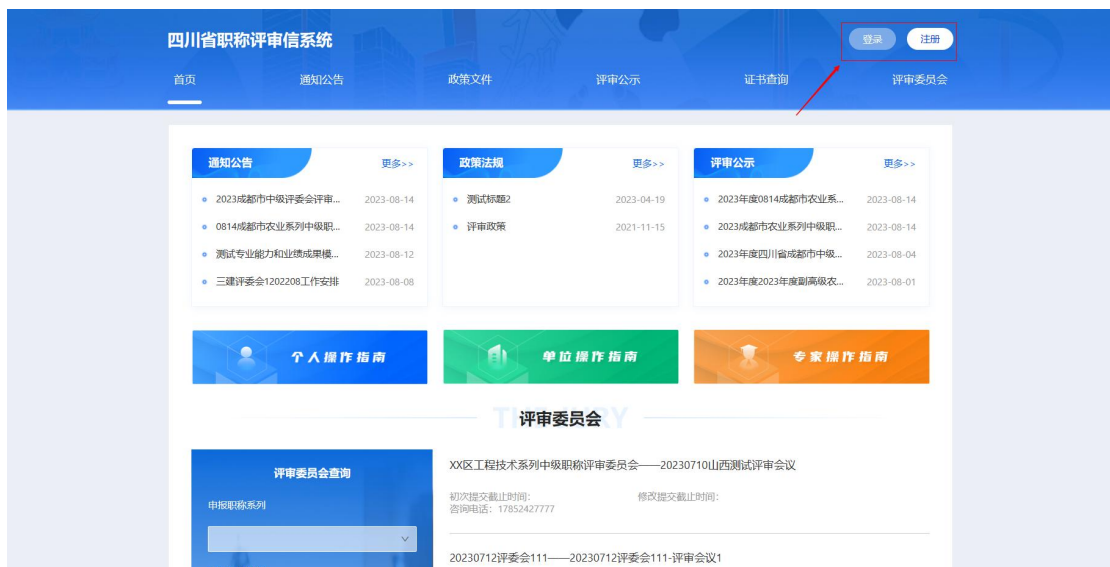 四川省职称评审信系统
登录 注册
首页 通知公告 政策文件 评审公示 证书查询 评审委员会
通知公告 更多>>
2023成都市中级评委会评审... 2023-08-14
0814成都市农业系列中级职... 2023-08-14
测试专业能力和业绩成果模... 2023-08-12
三建评委会1202208工作安排 2023-08-08
政策法规 更多>>
测试标题2 2023-04-19
评审政策 2021-11-15
评审公示 更多>>
2023年度0814成都市农业系... 2023-08-14
2023成都市农业系列中级职... 2023-08-14
2023年度四川省成都市中级... 2023-08-04
2023年度2023年度副高级农... 2023-08-01
个人操作指南
单位操作指南
专家操作指南
评审委员会
评审委员会查询
申报职称系列
XX区工程技术系列中级职称评审委员会——20230710山西测试评审会议
初次提交截止时间: 修改提交截止时间:
咨询电话: 17852427777
20230712评委会111——20230712评委会111-评审会议1